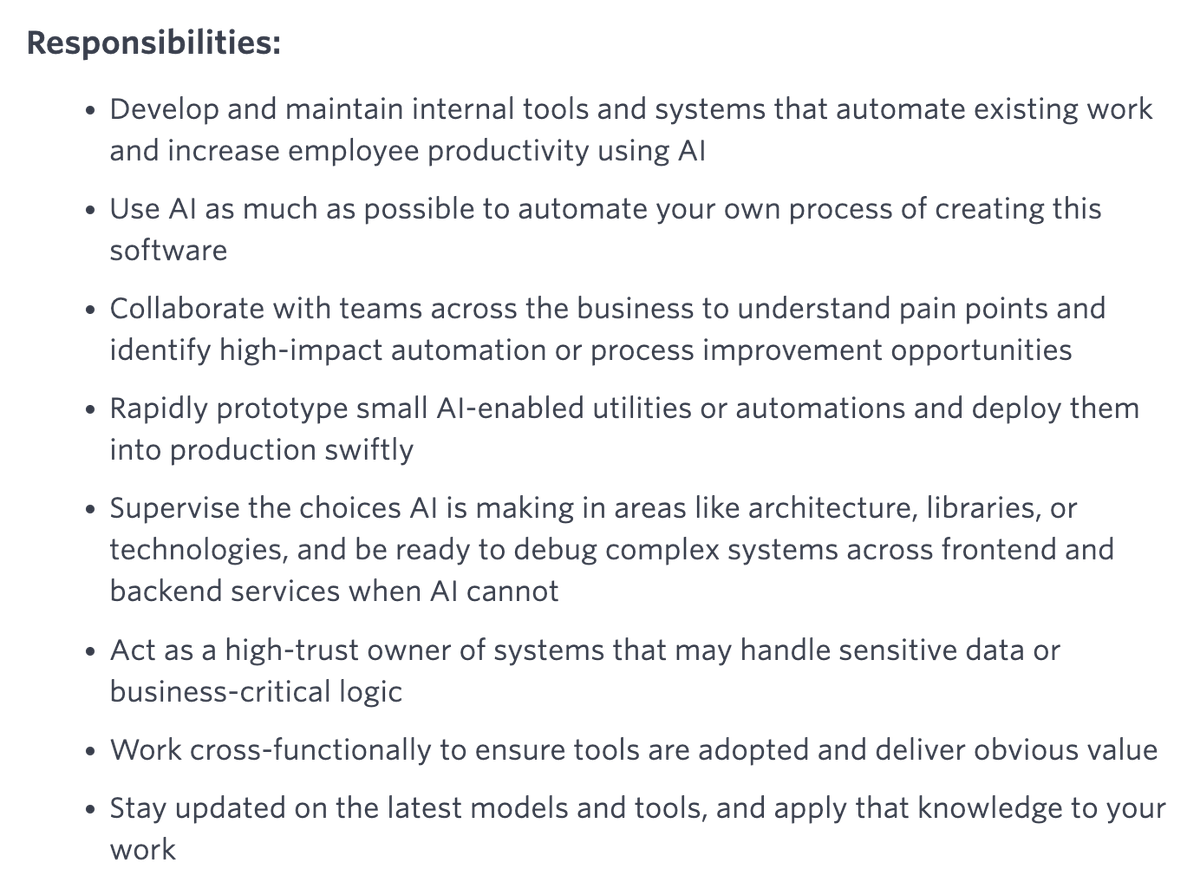 Responsibilities:
• Develop and maintain internal tools and systems that automate existing work
and increase employee productivity using AI
• Use AI as much as possible to automate your own process of creating this
software
• Collaborate with teams across the business to understand pain points and
identify high-impact automation or process improvement opportunities
• Rapidly prototype small AI-enabled utilities or automations and deploy them
into production swiftly
• Supervise the choices AI is making in areas like architecture, libraries, or
technologies, and be ready to debug complex systems across frontend and
backend services when AI cannot
• Act as a high-trust owner of systems that may handle sensitive data or
business-critical logic
• Work cross-functionally to ensure tools are adopted and deliver obvious value
• Stay updated on the latest models and tools, and apply that knowledge to your
work